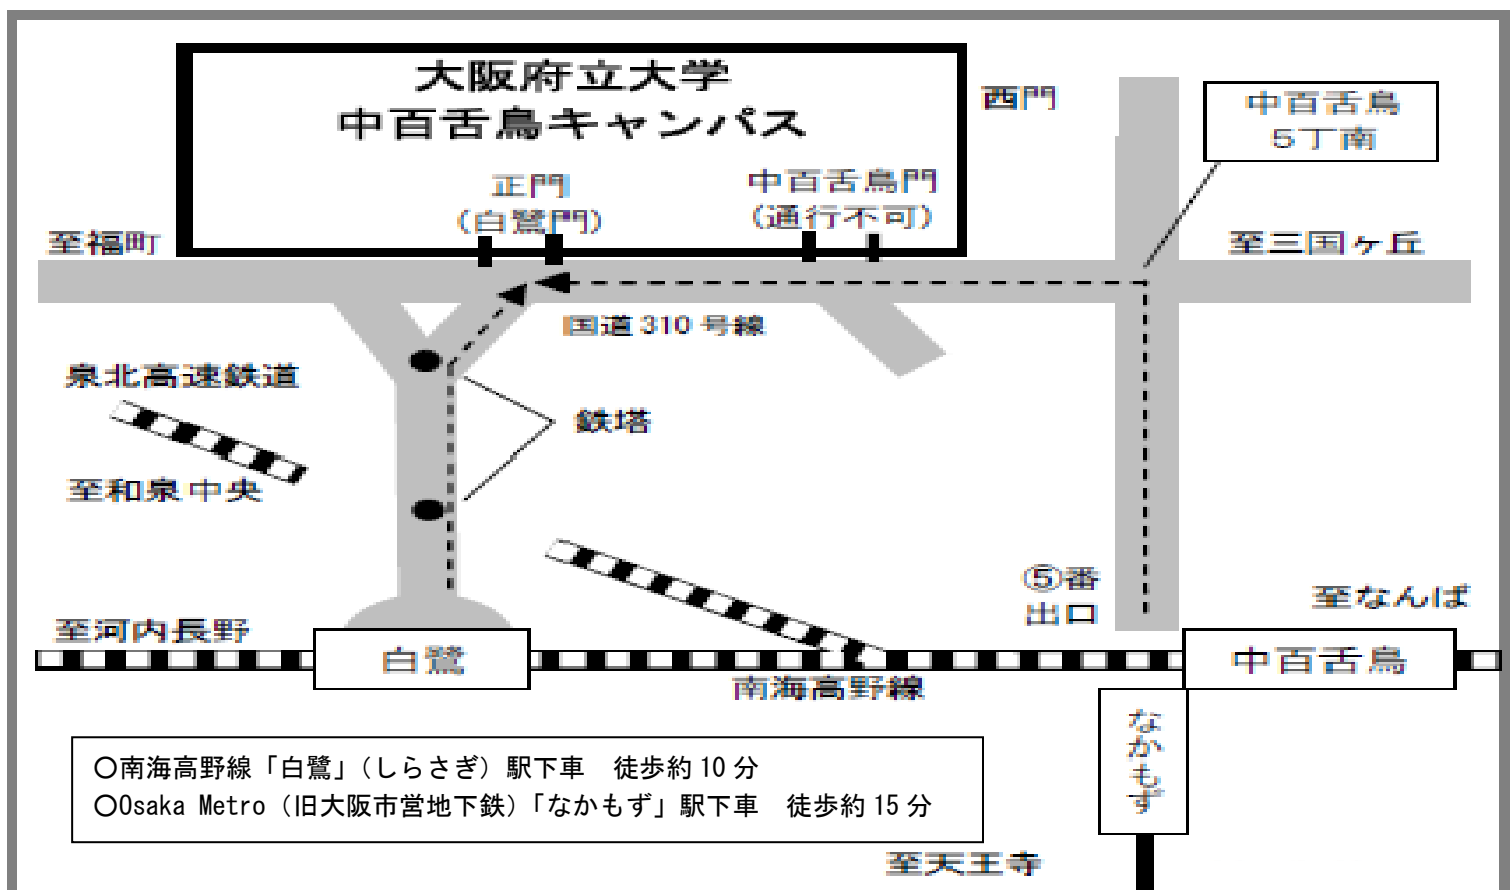 大阪府立大学
中百舌鳥キャンパス
西門
中百舌鳥
5丁南
正門
(白鷺門)
中百舌鳥門
(通行不可)
至福町
至三国ヶ丘
国道310号線
泉北高速鉄道
鉄塔
至和泉中央
⑤番
出口
至なんば
至河内長野
白鷺
中百舌鳥
南海高野線
なかもず
○南海高野線「白鷺」(しらさぎ)駅下車　徒歩約10分
○Osaka Metro(旧大阪市営地下鉄)「なかもず」駅下車　徒歩約15分
至天王寺